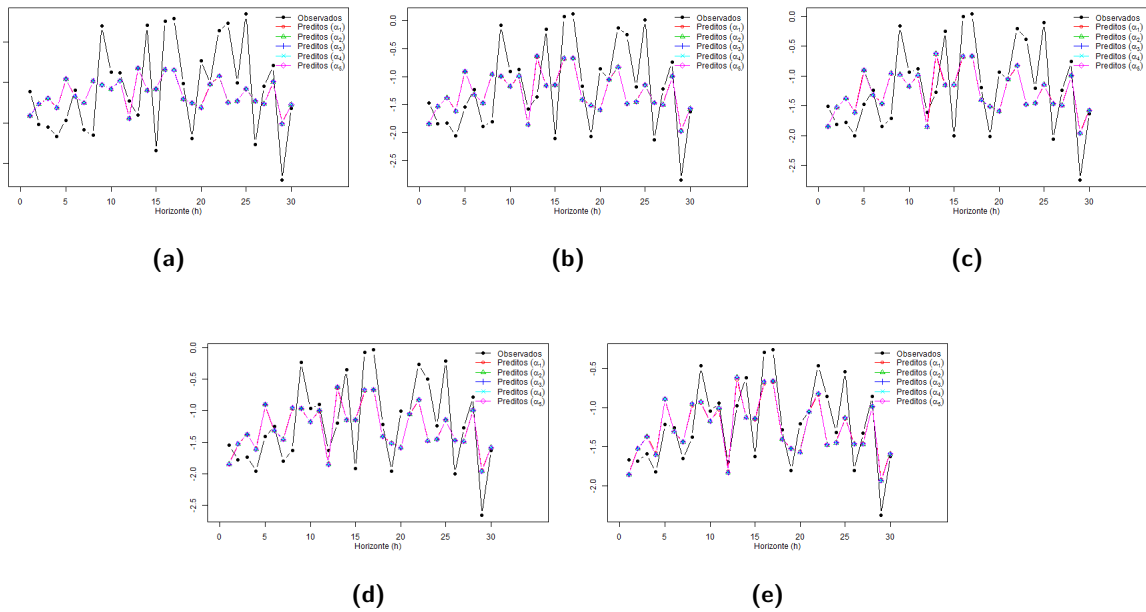 Observados
Preditos (α₁)
Preditos (α₂)
Preditos (α₃)
Preditos (α₄)
Preditos (α₆)
0 5 10 15 20 25 30
Horizonte (h)
(a)
0.0
-0.5
-1.0
-1.5
-2.0
-2.5
Observados
Preditos (α₁)
Preditos (α₂)
Preditos (α₃)
Preditos (α₄)
Preditos (α₆)
0 5 10 15 20 25 30
Horizonte (h)
(b)
0.0
-0.5
-1.0
-1.5
-2.0
-2.5
Observados
Preditos (α₁)
Preditos (α₂)
Preditos (α₃)
Preditos (α₄)
Preditos (α₆)
0 5 10 15 20 25 30
Horizonte (h)
(c)
0.0
-0.5
-1.0
-1.5
-2.0
-2.5
Observados
Preditos (α₁)
Preditos (α₂)
Preditos (α₃)
Preditos (α₄)
Preditos (α₅)
0 5 10 15 20 25 30
Horizonte (h)
(d)
-0.5
-1.0
-1.5
-2.0
Observados
Preditos (α₁)
Preditos (α₂)
Preditos (α₃)
Preditos (α₄)
Preditos (α₅)
0 5 10 15 20 25 30
Horizonte (h)
(e)